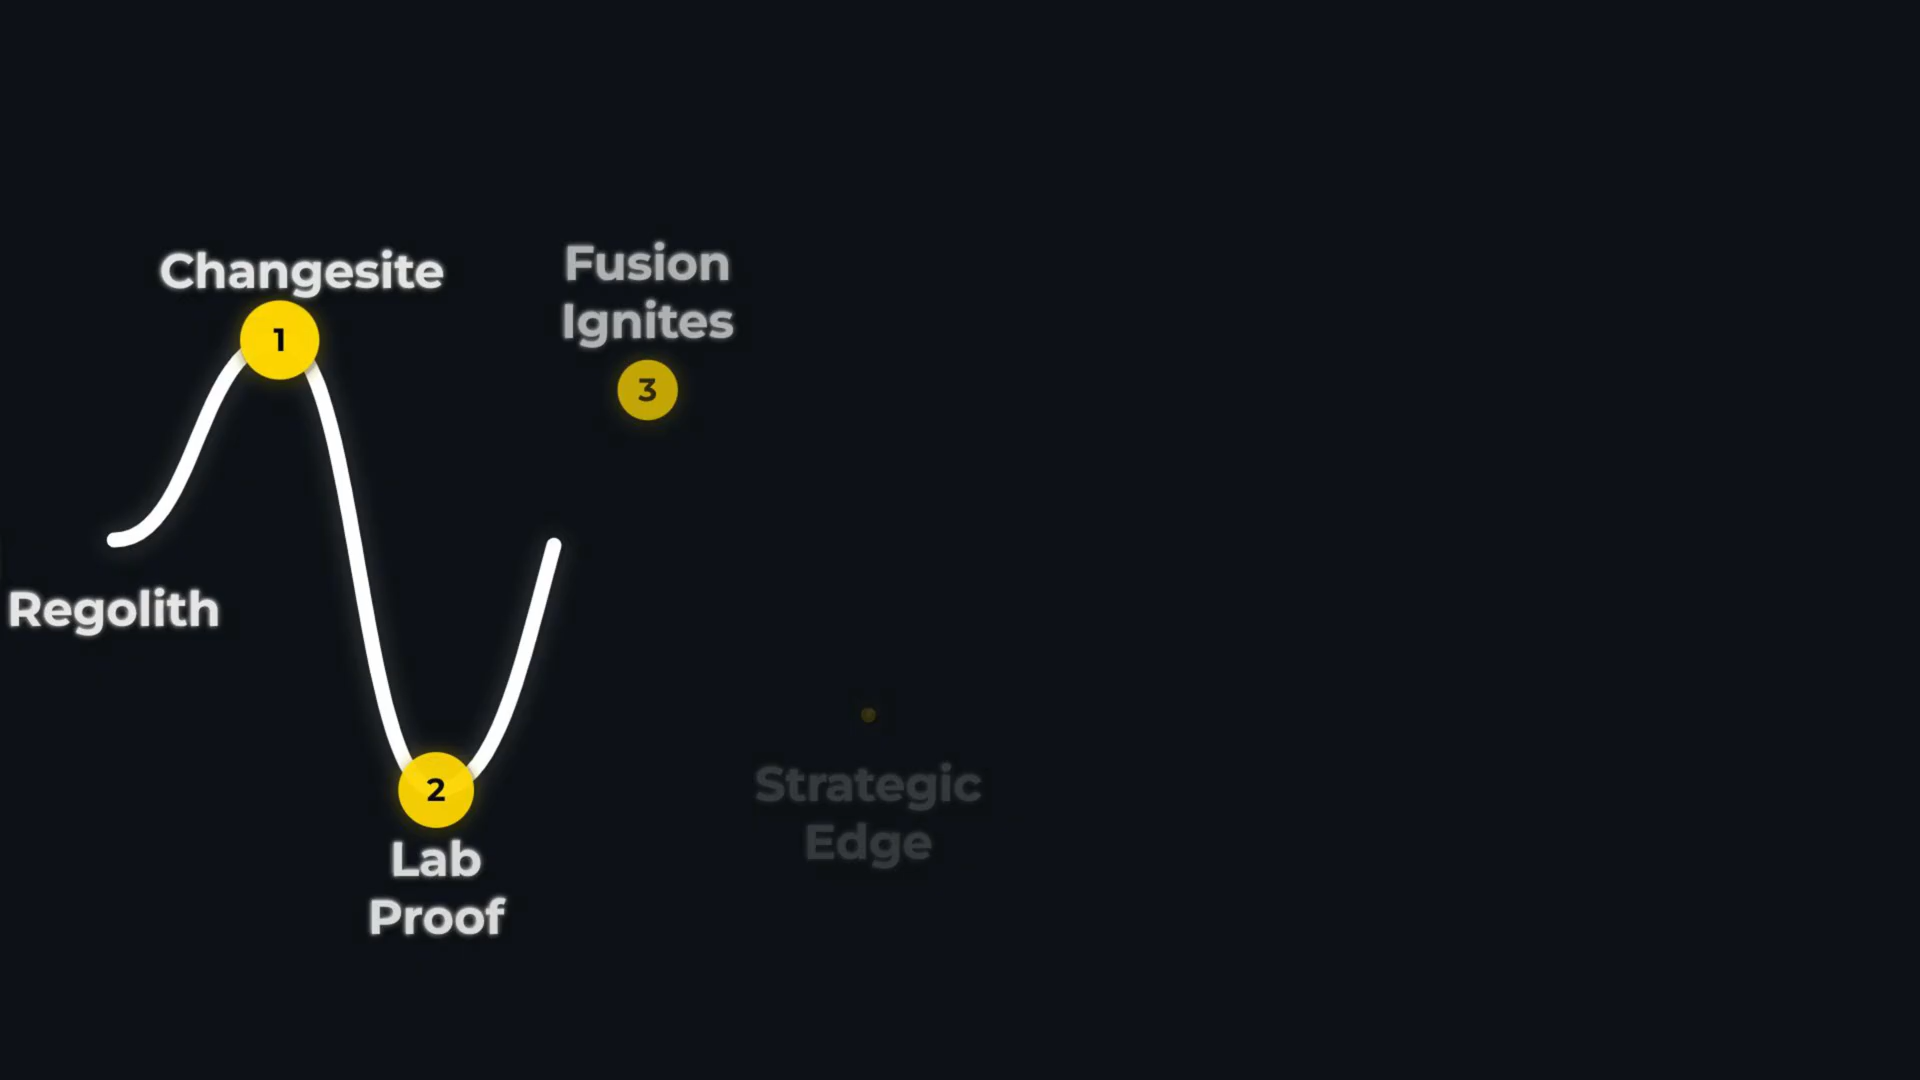 Changesite
1
Regolith
2
Lab
Proof
Fusion
Ignites
3
Strategic
Edge